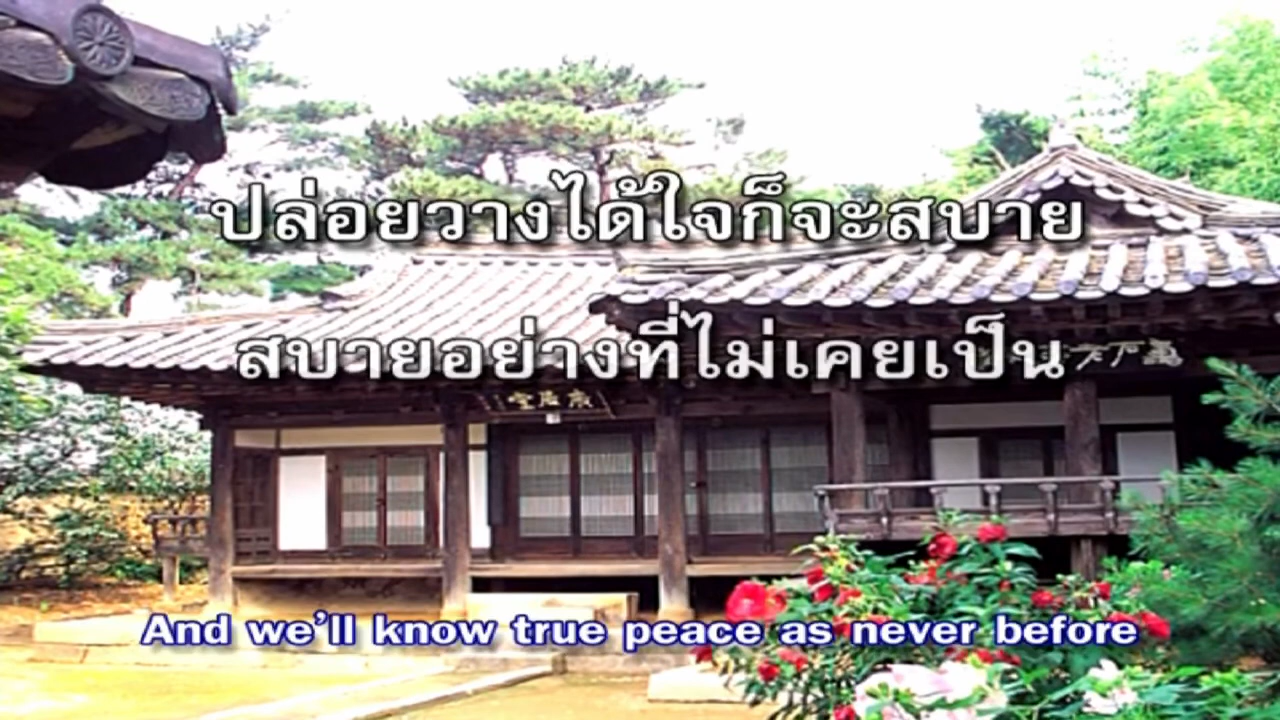 ปล่อยวางได้ใจก็จะสบาย
สบายอย่างที่ไม่เคยเป็น
And we'll know true peace as never before